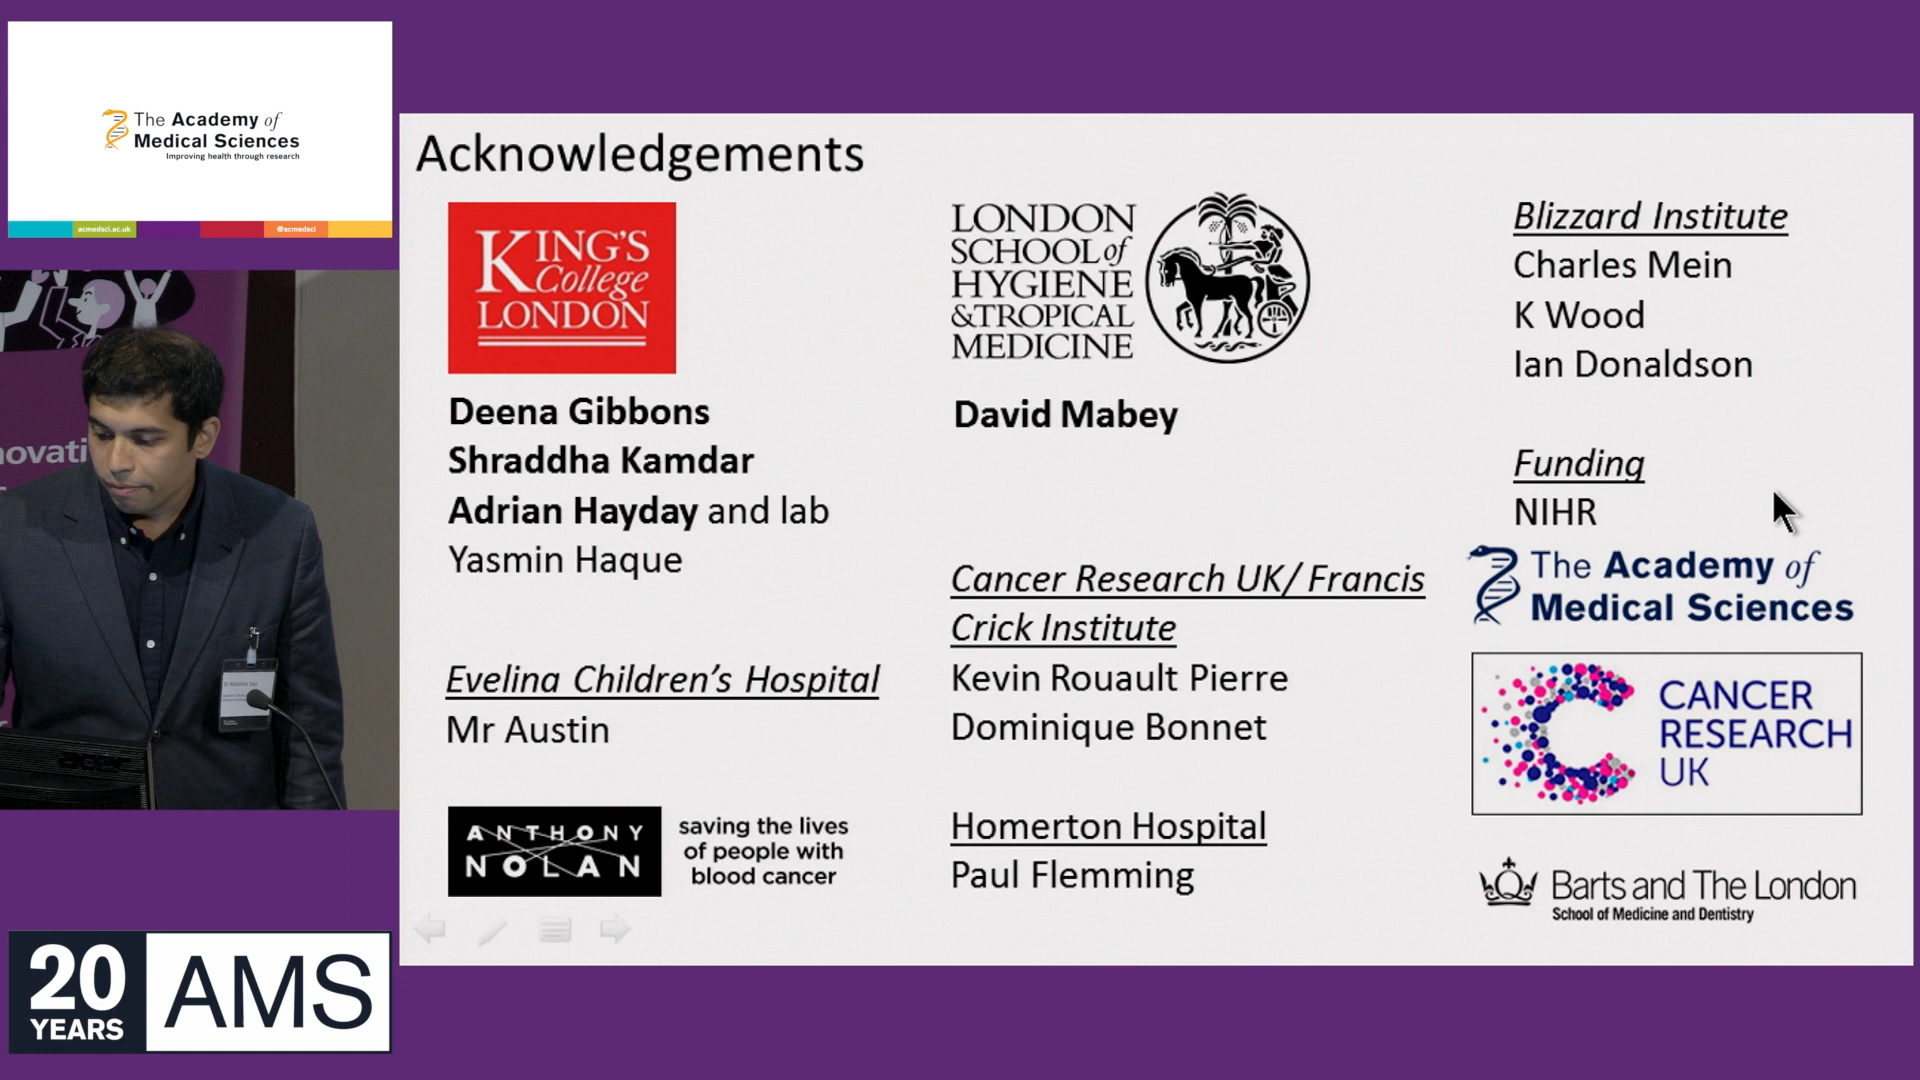 The Academy of
Medical Sciences
Improving health through research
acmedsci.ac.uk
@acmedsci
ovati
acer
20
YEARS
AMS
Acknowledgements
KING'S
College
LONDON
Deena Gibbons
Shraddha Kamdar
Adrian Hayday and lab
Yasmin Haque
Evelina Children’s Hospital
Mr Austin
ANTHONY
NOLAN
saving the lives
of people with
blood cancer
LONDON
SCHOOL of
HYGIENE
&TROPICAL
MEDICINE
David Mabey
Cancer Research UK/ Francis
Crick Institute
Kevin Rouault Pierre
Dominique Bonnet
Homerton Hospital
Paul Flemming
Blizzard Institute
Charles Mein
K Wood
Ian Donaldson
Funding
NIHR
The Academy of
Medical Sciences
CANCER
RESEARCH
UK
Barts and The London
School of Medicine and Dentistry